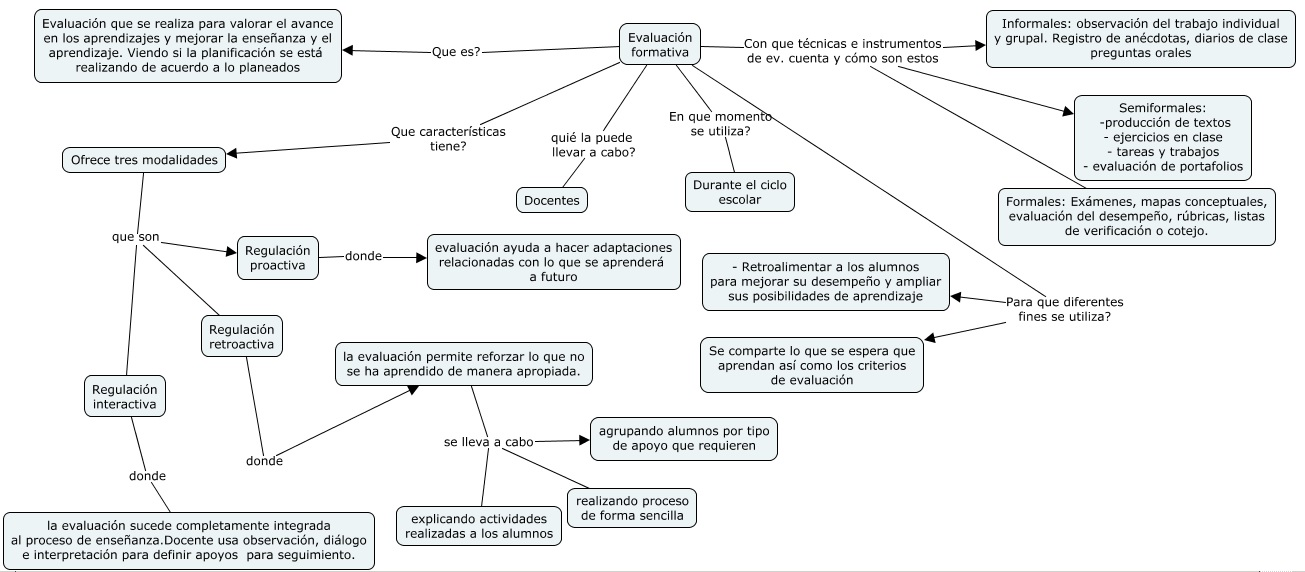 Evaluación
formativa
Que es?
Evaluación que se realiza para valorar el avance
en los aprendizajes y mejorar la enseñanza y el
aprendizaje. Viendo si la planificación se está
realizando de acuerdo a lo planeados
Con que técnicas e instrumentos
de ev. cuenta y cómo son estos
Informales: observación del trabajo individual
y grupal. Registro de anécdotas, diarios de clase
preguntas orales
Semiformales:
-producción de textos
- ejercicios en clase
- tareas y trabajos
- evaluación de portafolios
Formales: Exámenes, mapas conceptuales,
evaluación del desempeño, rúbricas, listas
de verificación o cotejo.
Que características
tiene?
Ofrece tres modalidades
quié la puede
llevar a cabo?
Docentes
En que momento
se utiliza?
Durante el ciclo
escolar
que son
Regulación
proactiva
donde
evaluación ayuda a hacer adaptaciones
relacionadas con lo que se aprenderá
a futuro
Para que diferentes
fines se utiliza?
- Retroalimentar a los alumnos
para mejorar su desempeño y ampliar
sus posibilidades de aprendizaje
Se comparte lo que se espera que
aprendan así como los criterios
de evaluación
Regulación
retroactiva
donde
la evaluación permite reforzar lo que no
se ha aprendido de manera apropiada.
se lleva a cabo
agrupando alumnos por tipo
de apoyo que requieren
realizando proceso
de forma sencilla
explicando actividades
realizadas a los alumnos
Regulación
interactiva
donde
la evaluación sucede completamente integrada
al proceso de enseñanza.Docente usa observación, diálogo
e interpretación para definir apoyos  para seguimiento.